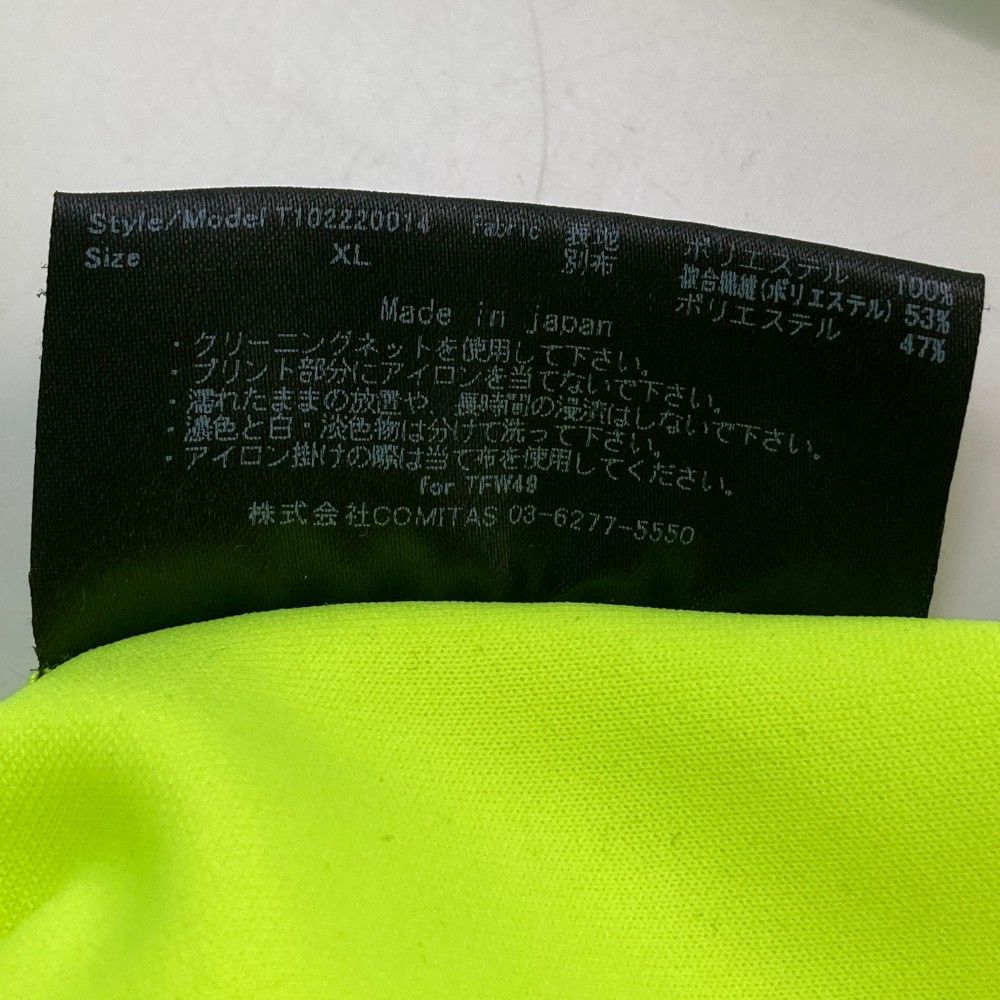 Style/Model T102220014 Fabric 表地 ポリエステル 100%
Size XL 別布 複合繊維(ポリエステル) 53%
ポリエステル 47%
Made in japan
・クリーニングネットを使用して下さい。
・プリント部分にアイロンを当てないで下さい。
・濡れたままの放置や、長時間の浸漬はしないで下さい。
・濃色と白・淡色物は分けて洗って下さい。
・アイロン掛けの際は当て布を使用してください。
for TFW49
株式会社COMITAS 03-6277-5550